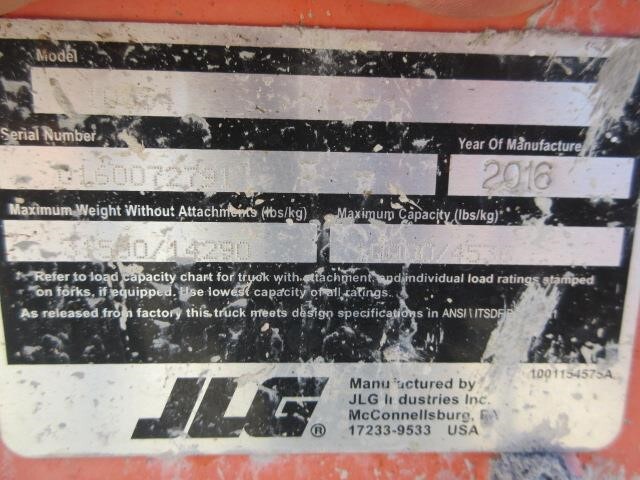 Model
Serial Number
Year Of Manufacture
2016
Maximum Weight Without Attachments (lbs/kg)
Maximum Capacity (lbs/kg)*
* Refer to load capacity chart for truck with attachment, and individual load ratings stamped
on forks, if equipped. Use lowest capacity of all ratings.
As released from factory this truck meets design specifications in ANSI \ ITSDF
1001154575A
JLG ®
Manufactured by
JLG Industries Inc.
McConnellsburg, PA
17233-9533 USA